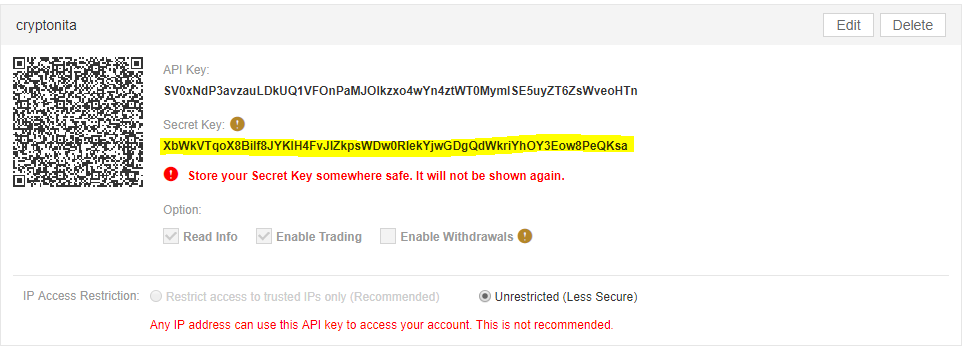 cryptonita
Edit
Delete
API Key:
Secret Key:
Store your Secret Key somewhere safe. It will not be shown again.
Option:
Read Info
Enable Trading
Enable Withdrawals
IP Access Restriction:
Restrict access to trusted IPs only (Recommended)
Unrestricted (Less Secure)
Any IP address can use this API key to access your account. This is not recommended.